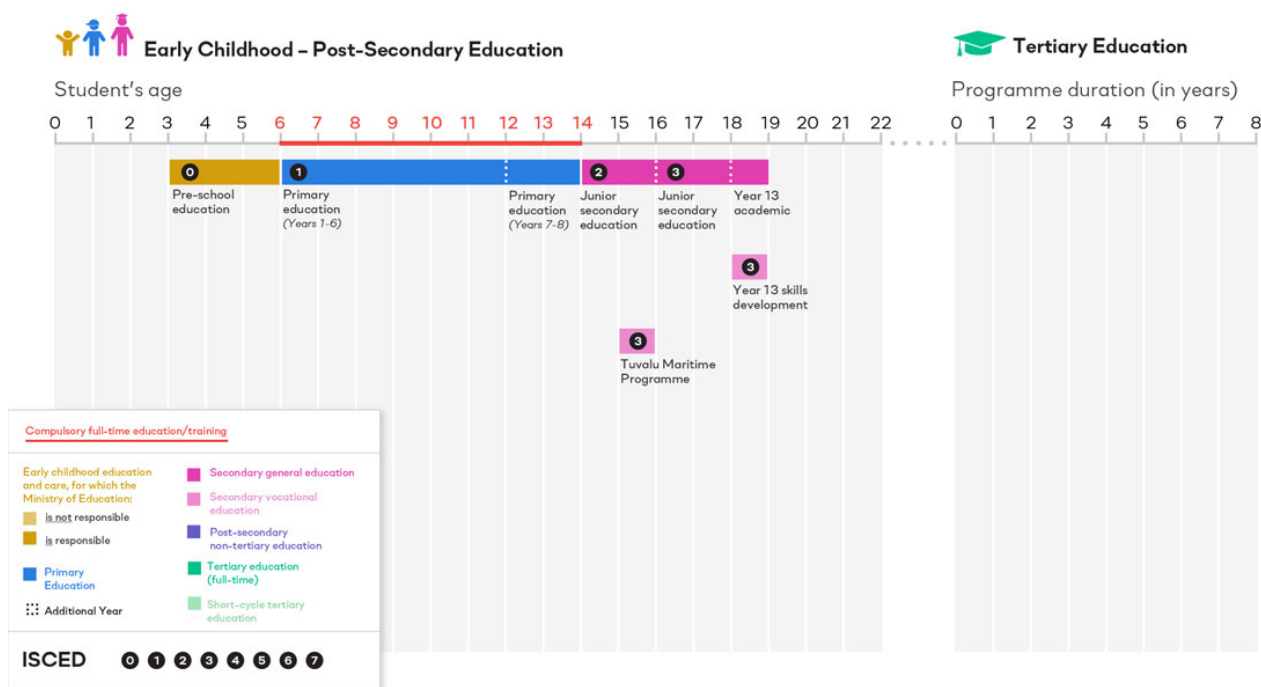 Early Childhood – Post-Secondary Education
Tertiary Education
Student's age
Programme duration (in years)
0 1 2 3 4 5 6 7 8 9 10 11 12 13 14 15 16 17 18 19 20 21 22
0 1 2 3 4 5 6 7 8
0
1
2
3
Pre-school
education
Primary
education
(Years 1-6)
Primary
education
(Years 7-8)
Junior
secondary
education
Junior
secondary
education
Year 13
academic
3
Year 13 skills
development
3
Tuvalu Maritime
Programme
Compulsory full-time education/training
Early childhood education
and care, for which the
Ministry of Education:
is not responsible
is responsible
Primary
Education
Additional Year
Secondary general education
Secondary vocational
education
Post-secondary
non-tertiary education
Tertiary education
(full-time)
Short-cycle tertiary
education
ISCED 0 1 2 3 4 5 6 7